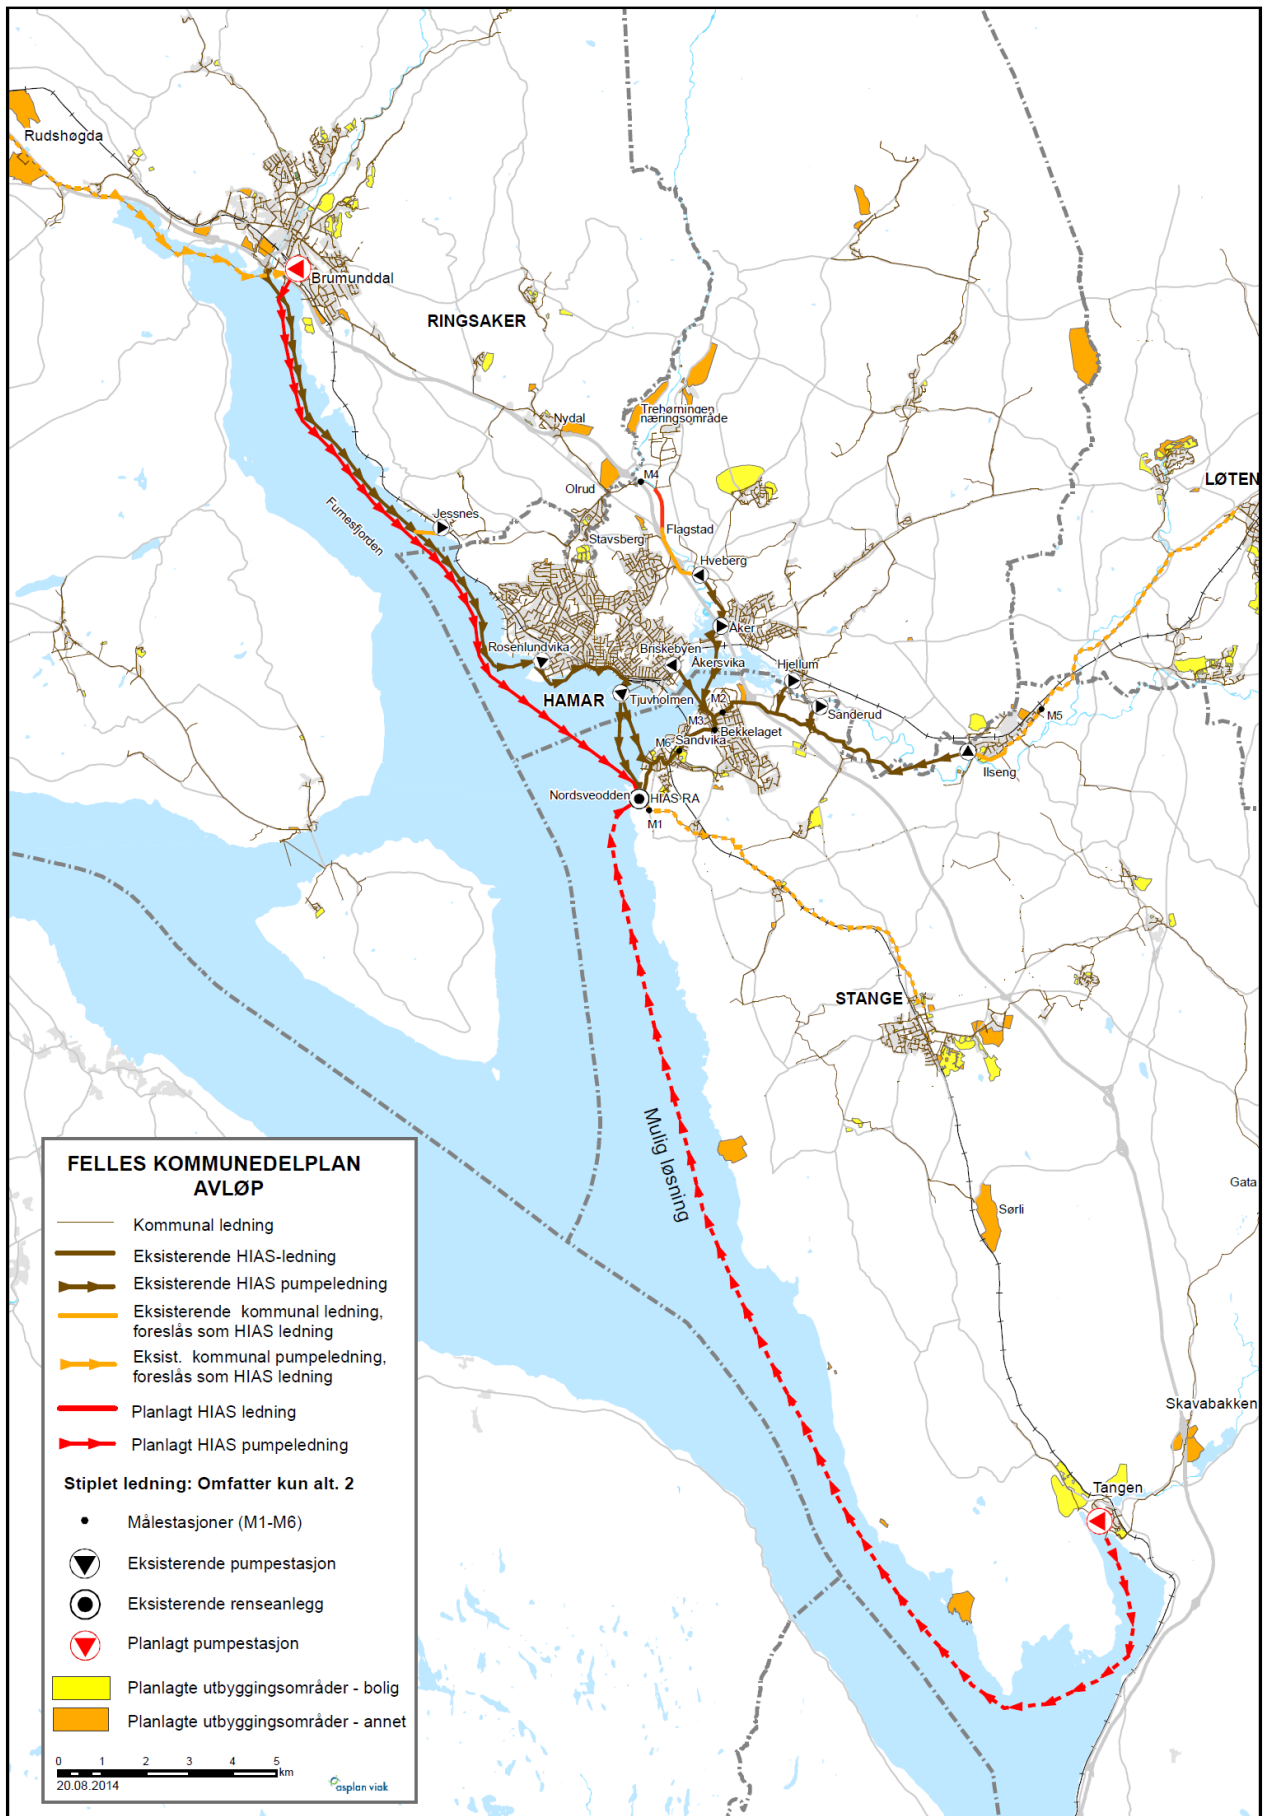 Rudshøgda
Brumunddal
RINGSAKER
Nydal
Trehørningen
næringsområde
M4
Olrud
LØTEN
Jessnes
Flagstad
Stavsberg
Furnesfjorden
Hveberg
Åker
Rosenlundvika
Briskebyen
Åkersvika
Hjellum
HAMAR
Tjuvholmen
M2
Sanderud
M5
M3
Bekkelaget
M6
Sandvika
Ilseng
Nordsveodden
HIAS RA
M1
STANGE
Mulig løsning
Gata
Sørli
Skavabakken
Tangen
FELLES KOMMUNEDELPLAN
AVLØP
Kommunal ledning
Eksisterende HIAS-ledning
Eksisterende HIAS pumpeledning
Eksisterende kommunal ledning,
foreslås som HIAS ledning
Eksist. kommunal pumpeledning,
foreslås som HIAS ledning
Planlagt HIAS ledning
Planlagt HIAS pumpeledning
Stiplet ledning: Omfatter kun alt. 2
Målestasjoner (M1-M6)
Eksisterende pumpestasjon
Eksisterende renseanlegg
Planlagt pumpestasjon
Planlagte utbyggingsområder - bolig
Planlagte utbyggingsområder - annet
0 1 2 3 4 5
km
20.08.2014
asplan viak